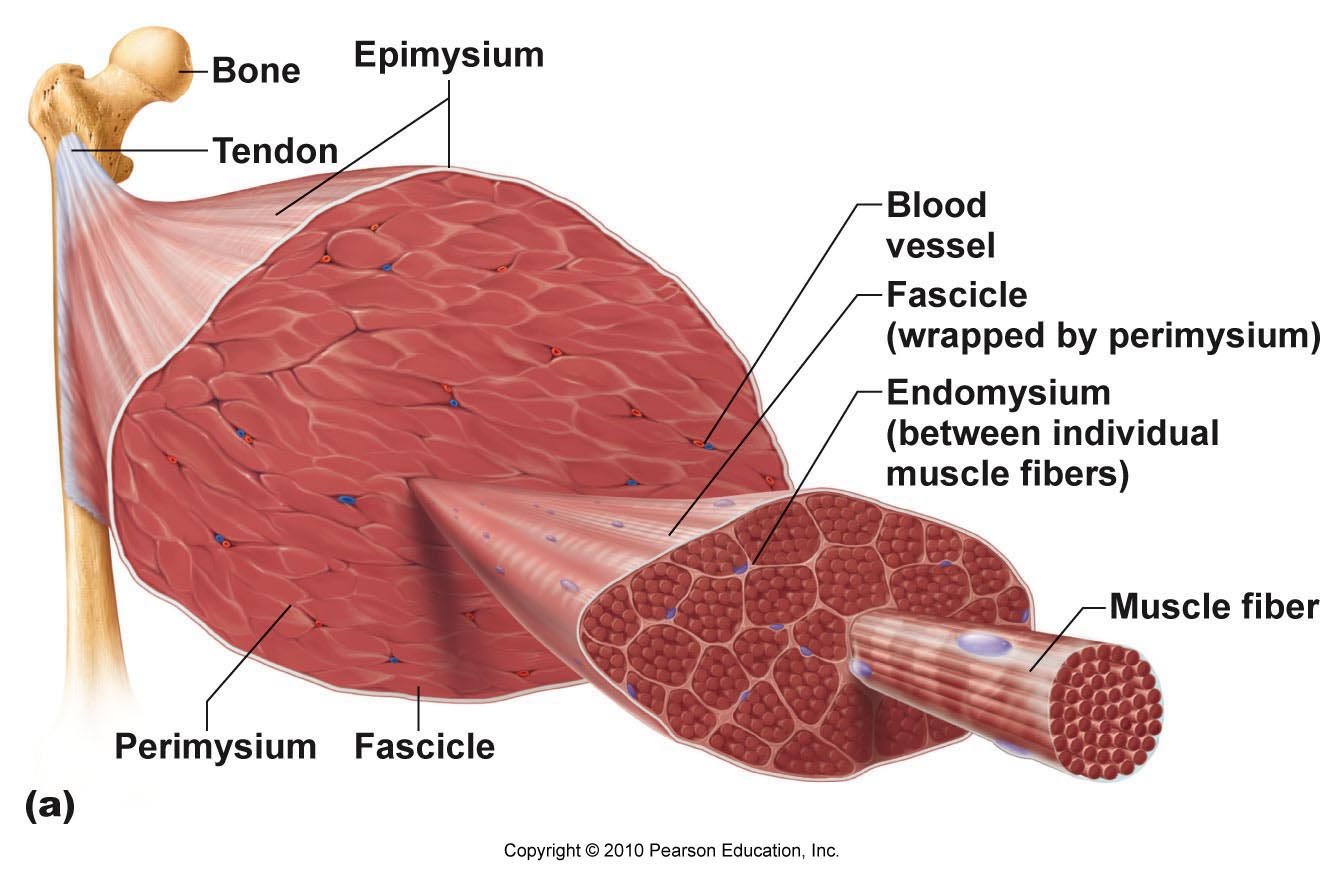 Bone
Epimysium
Tendon
Blood
vessel
Fascicle
(wrapped by perimysium)
Endomysium
(between individual
muscle fibers)
Muscle fiber
Perimysium
Fascicle
(a)
Copyright © 2010 Pearson Education, Inc.